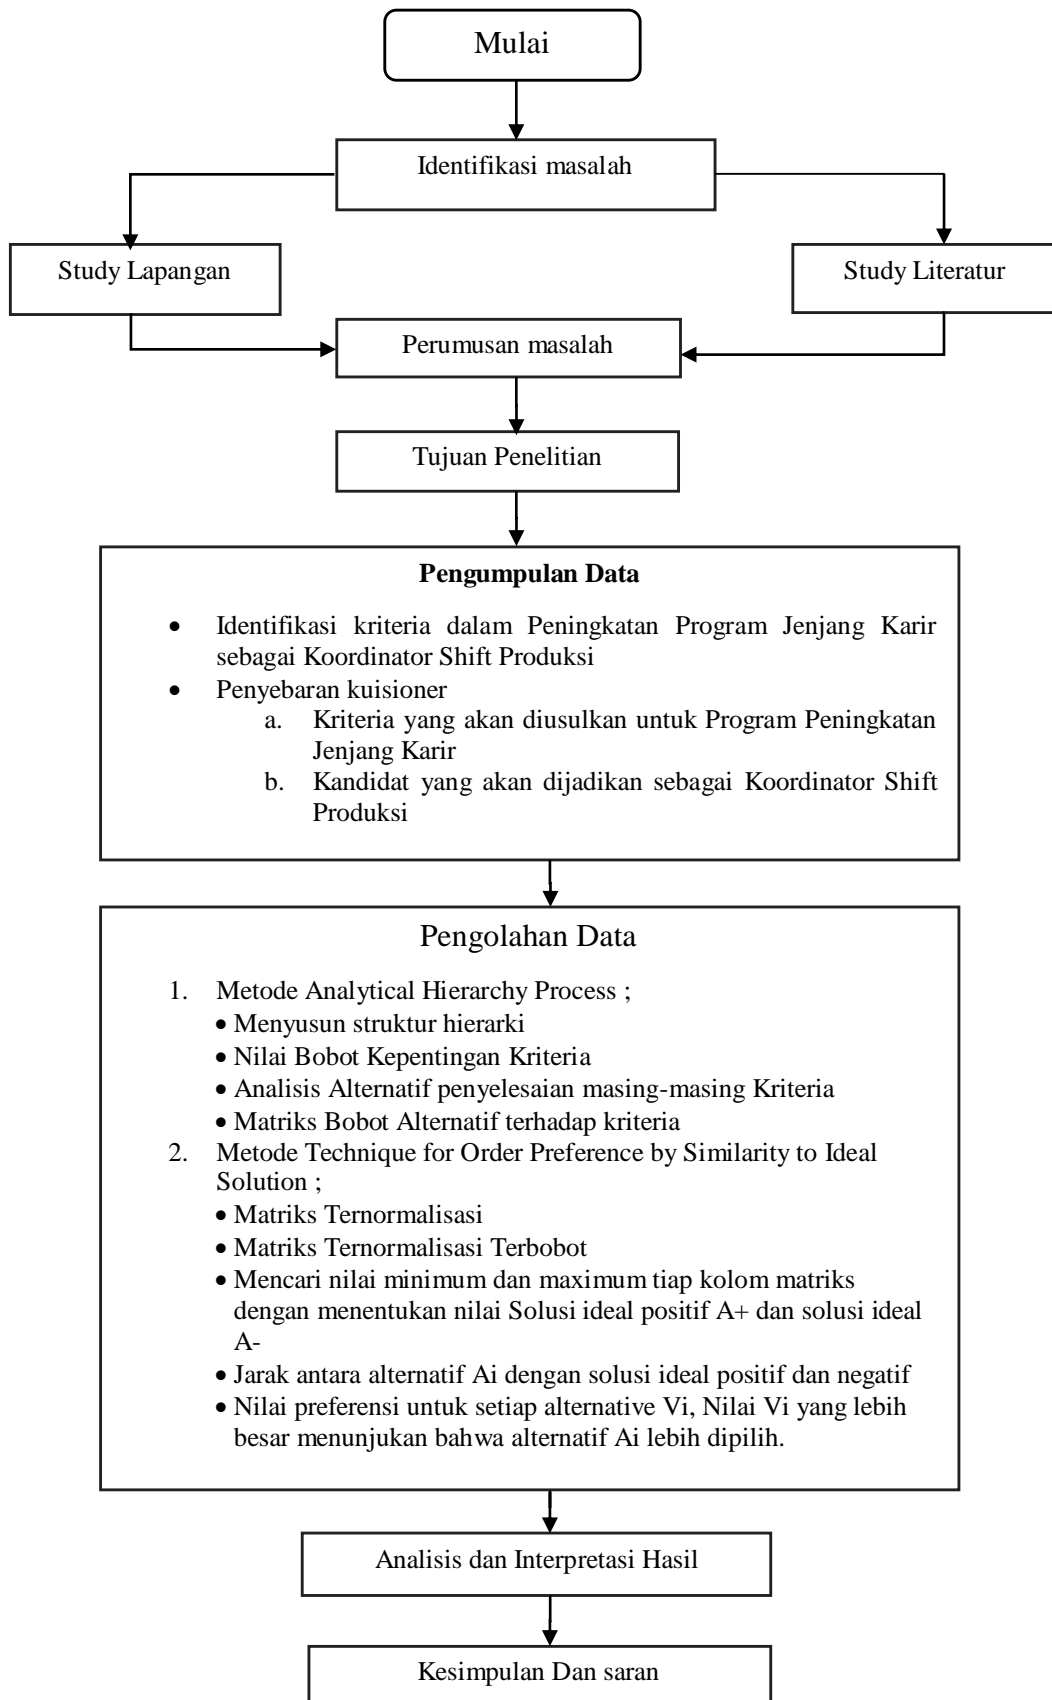 Mulai
Identifikasi masalah
Study Lapangan
Study Literatur
Perumusan masalah
Tujuan Penelitian
Pengumpulan Data
• Identifikasi kriteria dalam Peningkatan Program Jenjang Karir
sebagai Koordinator Shift Produksi
• Penyebaran kuisioner
a. Kriteria yang akan diusulkan untuk Program Peningkatan
Jenjang Karir
b. Kandidat yang akan dijadikan sebagai Koordinator Shift
Produksi
Pengolahan Data
1. Metode Analytical Hierarchy Process ;
• Menyusun struktur hierarki
• Nilai Bobot Kepentingan Kriteria
• Analisis Alternatif penyelesaian masing-masing Kriteria
• Matriks Bobot Alternatif terhadap kriteria
2. Metode Technique for Order Preference by Similarity to Ideal
Solution ;
• Matriks Ternormalisasi
• Matriks Ternormalisasi Terbobot
• Mencari nilai minimum dan maximum tiap kolom matriks
dengan menentukan nilai Solusi ideal positif A+ dan solusi ideal
A-
• Jarak antara alternatif Ai dengan solusi ideal positif dan negatif
• Nilai preferensi untuk setiap alternative Vi, Nilai Vi yang lebih
besar menunjukan bahwa alternatif Ai lebih dipilih.
Analisis dan Interpretasi Hasil
Kesimpulan Dan saran